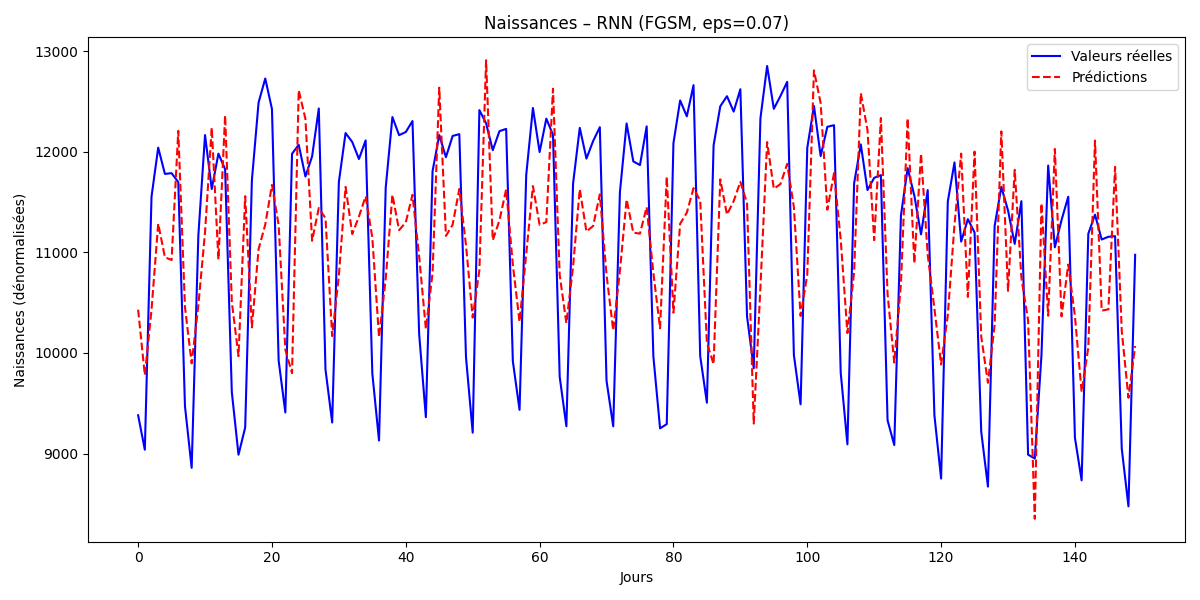 Naissances – RNN (FGSM, eps=0.07)
Valeurs réelles
Prédictions
Naissances (dénormalisées)
13000
12000
11000
10000
9000
0 20 40 60 80 100 120 140
Jours